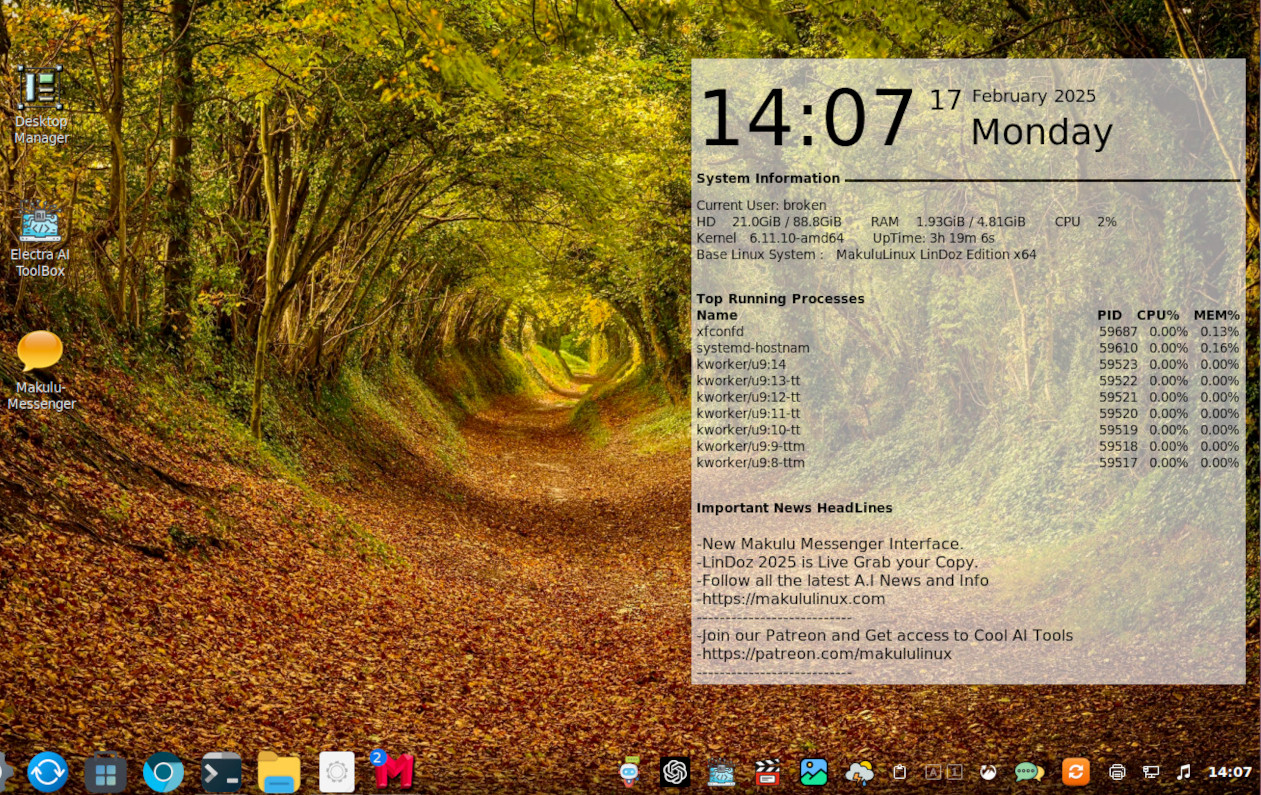 Desktop
Manager
Electra AI
ToolBox
Makulu-
Messenger
14:07 17 February 2025
Monday
System Information
Current User: broken
HD 21.0GiB / 88.8GiB RAM 1.93GiB / 4.81GiB CPU 2%
Kernel 6.11.10-amd64 UpTime: 3h 19m 6s
Base Linux System : MakuluLinux LinDoz Edition x64
Top Running Processes
Name PID CPU% MEM%
xfconfd 59687 0.00% 0.13%
systemd-hostnam 59610 0.00% 0.16%
kworker/u9:14 59523 0.00% 0.00%
kworker/u9:13-tt 59522 0.00% 0.00%
kworker/u9:12-tt 59521 0.00% 0.00%
kworker/u9:11-tt 59520 0.00% 0.00%
kworker/u9:10-tt 59519 0.00% 0.00%
kworker/u9:9-ttm 59518 0.00% 0.00%
kworker/u9:8-ttm 59517 0.00% 0.00%
Important News HeadLines
-New Makulu Messenger Interface.
-LinDoz 2025 is Live Grab your Copy.
-Follow all the latest A.I News and Info
-https://makululinux.com
--------------------------
-Join our Patreon and Get access to Cool AI Tools
-https://patreon.com/makululinux
--------------------------
2
M
A 1
14:07